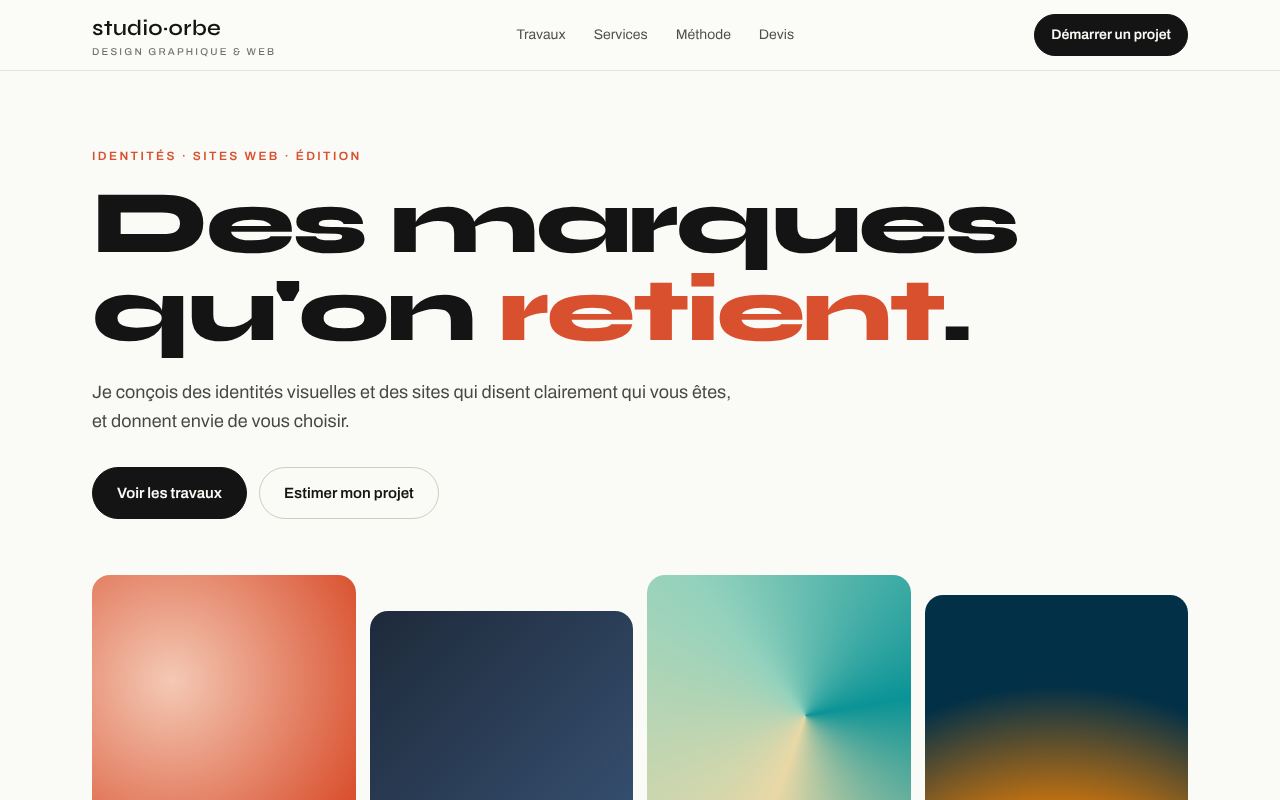 studio·orbe
DESIGN GRAPHIQUE & WEB
Travaux Services Méthode Devis
Démarrer un projet
IDENTITÉS · SITES WEB · ÉDITION
Des marques
qu'on retient.
Je conçois des identités visuelles et des sites qui disent clairement qui vous êtes,
et donnent envie de vous choisir.
Voir les travaux
Estimer mon projet